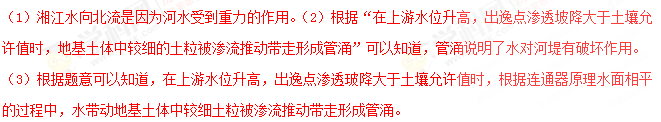 （1）湘江水向北流是因为河水受到重力的作用。（2）根据“在上游水位升高，出逸点渗透坡降大于土壤允
许值时，地基土体中较细的土粒被渗流推动带走形成管涌”可以知道，管涌说明了水对河堤有破坏作用。
（3）根据题意可以知道，在上游水位升高，出逸点渗透玻降大于土壤允许值时，根据连通器原理水面相平
的过程中，水带动地基土体中较细土粒被渗流推动带走形成管涌。